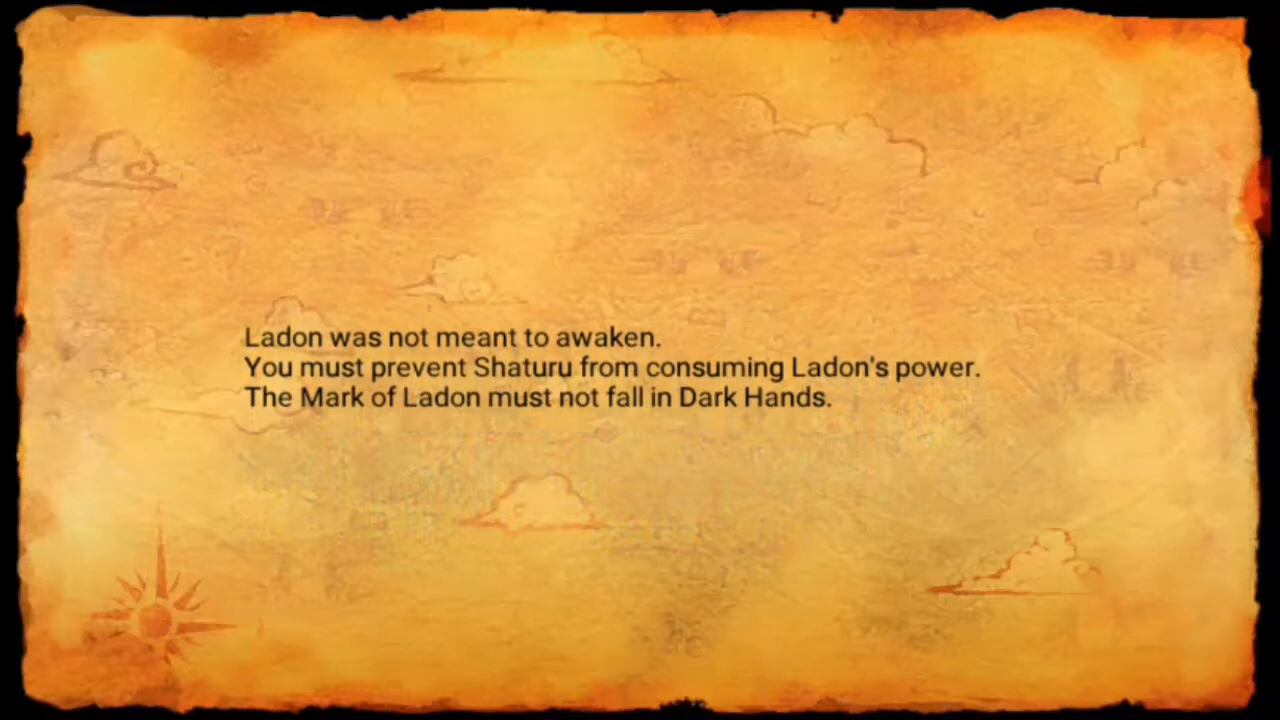 Ladon was not meant to awaken.
You must prevent Shaturu from consuming Ladon's power.
The Mark of Ladon must not fall in Dark Hands.